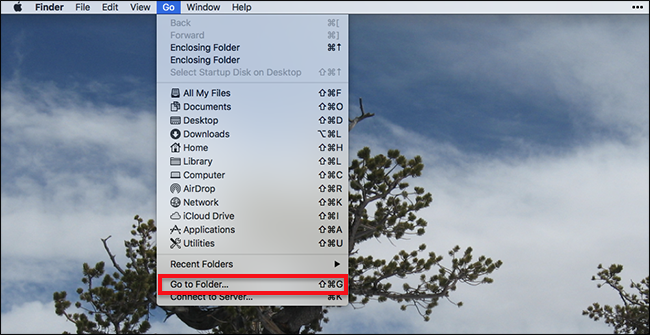 Finder File Edit View Go Window Help
Back ⌘[
Forward ⌘]
Enclosing Folder ⌘↑
Enclosing Folder
Select Startup Disk on Desktop ⇧⌘↑
All My Files ⇧⌘F
Documents ⇧⌘O
Desktop ⇧⌘D
Downloads ⌥⌘L
Home ⇧⌘H
Library ⇧⌘L
Computer ⇧⌘C
AirDrop ⇧⌘R
Network ⇧⌘K
iCloud Drive ⇧⌘I
Applications ⇧⌘A
Utilities ⇧⌘U
Recent Folders ▶
Go to Folder... ⇧⌘G
Connect to Server... ⌘K